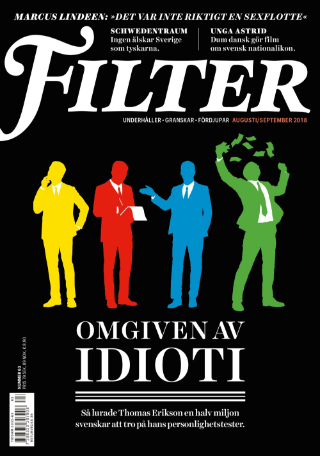 MARCUS LINDEEN: »DET VAR INTE RIKTIGT EN SEXFLOTTE«
SCHWEDENTRAUM
Ingen älskar Sverige
som tyskarna.
UNGA ASTRID
Dum dansk gör film
om svensk nationalikon.
FILTER
UNDERHÅLLER • GRANSKAR • FÖRDJUPAR AUGUSTI/SEPTEMBER 2018
OMGIVEN AV
IDIOTI
Så lurade Thomas Erikson en halv miljon
svenskar att tro på hans personlighetstester.
NUMMER 63